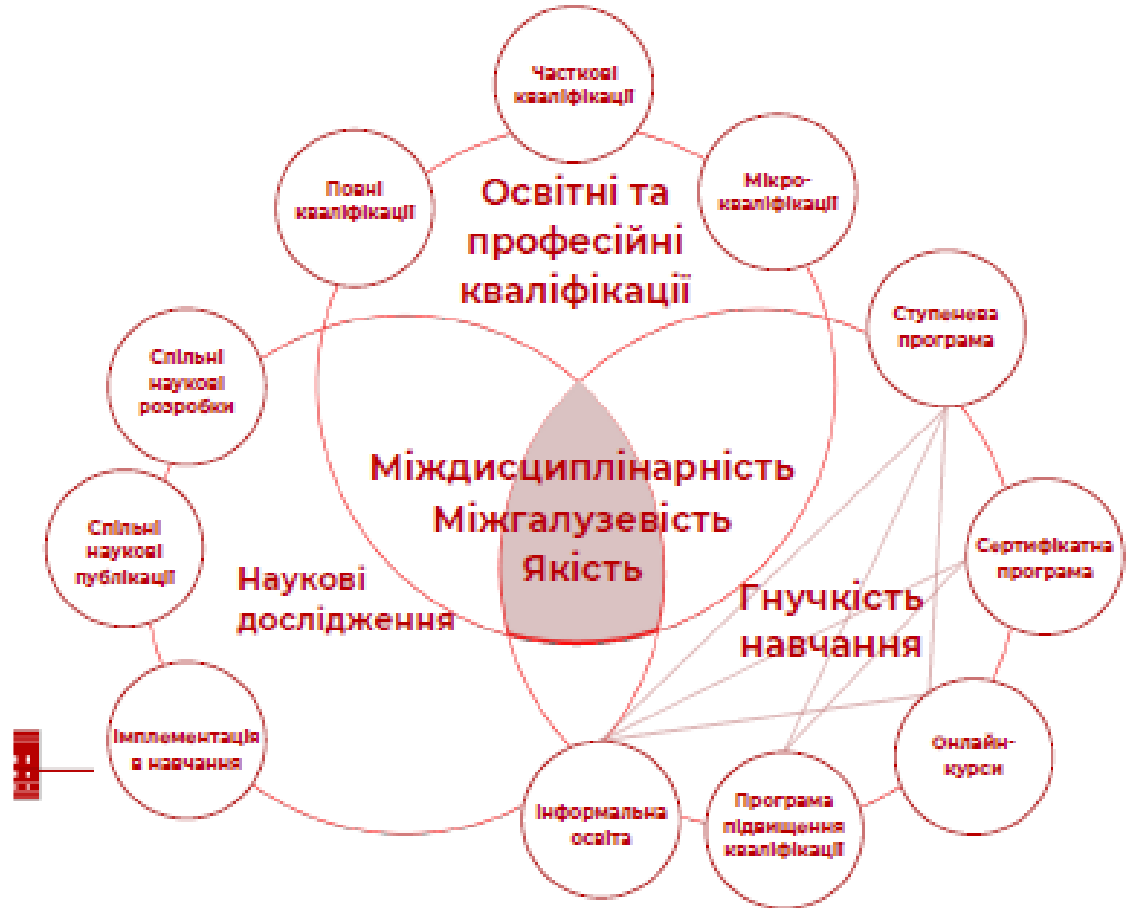 Часткові
кваліфікації
Повні
кваліфікації
Мікро-
кваліфікації
Освітні та
професійні
кваліфікації
Ступенева
програма
Спільні
наукові
розробки
Міждисциплінарність
Міжгалузевість
Якість
Спільні
наукові
публікації
Наукові
дослідження
Сертифікатна
програма
Гнучкість
навчання
Імплементація
в навчання
Онлайн-
курси
Інформальна
освіта
Програма
підвищення
кваліфікації